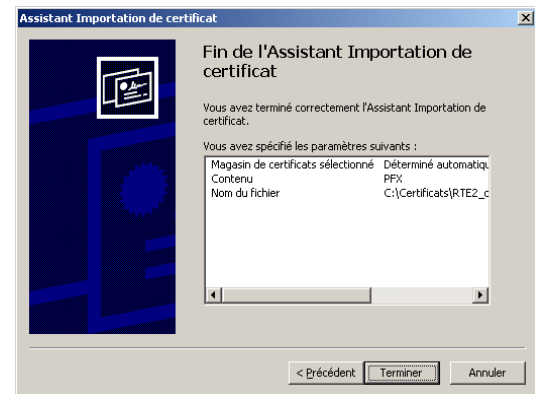 Assistant Importation de certificat
Fin de l'Assistant Importation de
certificat
Vous avez terminé correctement l'Assistant Importation de
certificat.
Vous avez spécifié les paramètres suivants :
Magasin de certificats sélectionné Déterminé automatiqu
Contenu PFX
Nom du fichier C:\Certificats\RTE2_c
< Précédent Terminer Annuler